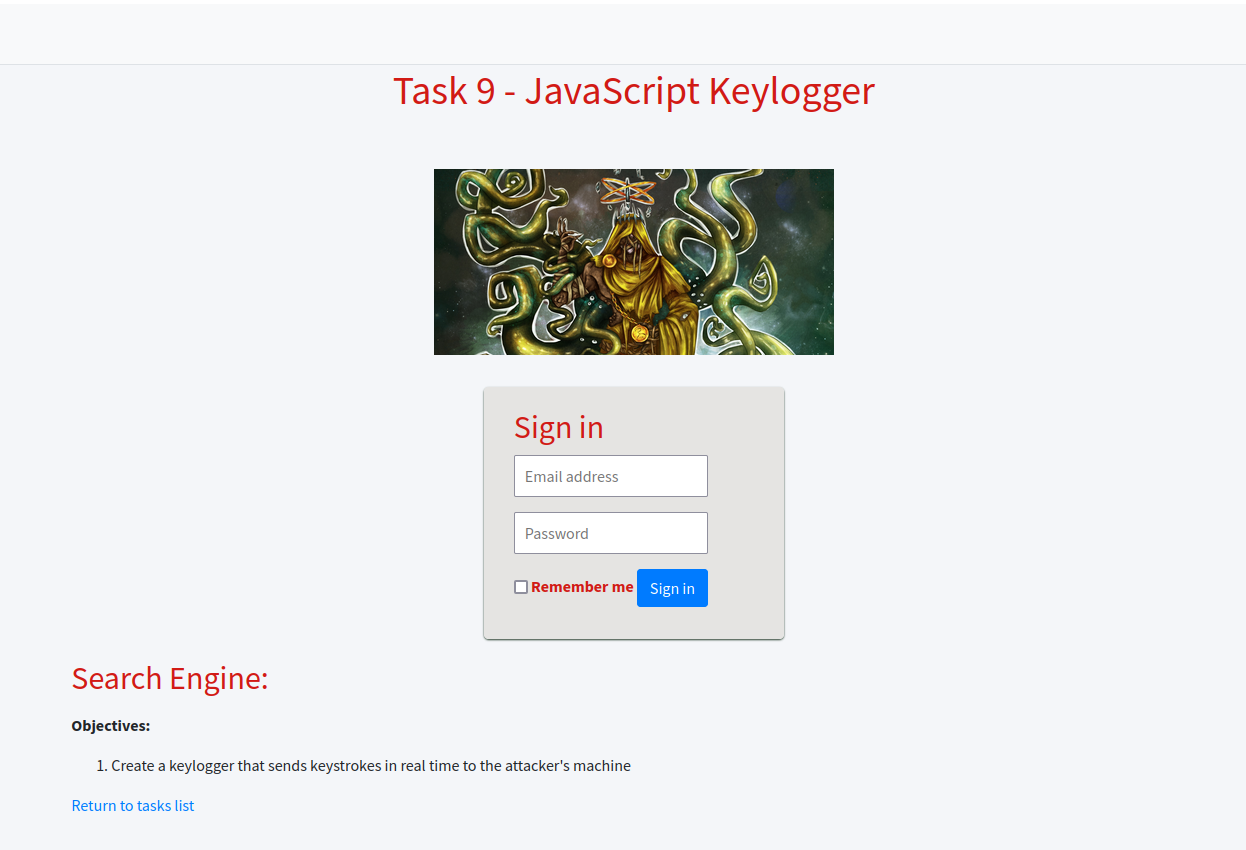 Task 9 - JavaScript Keylogger
Sign in
Email address
Password
Remember me Sign in
Search Engine:
Objectives:
1. Create a keylogger that sends keystrokes in real time to the attacker's machine
Return to tasks list